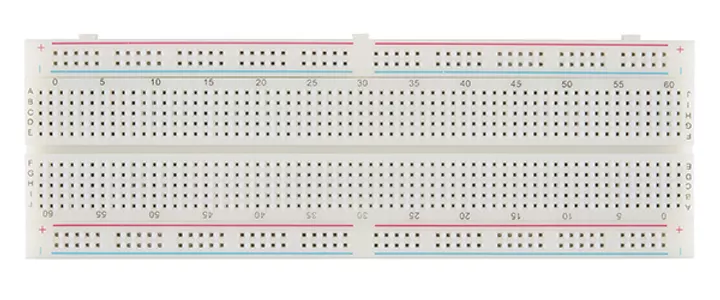 + +
- -
0 5 10 15 20 25 30 35 40 45 50 55 60
A J
B I
C H
D G
E F
F E
G D
H C
I B
J A
60 55 50 45 40 35 30 25 20 15 10 5 0
+ +
- -